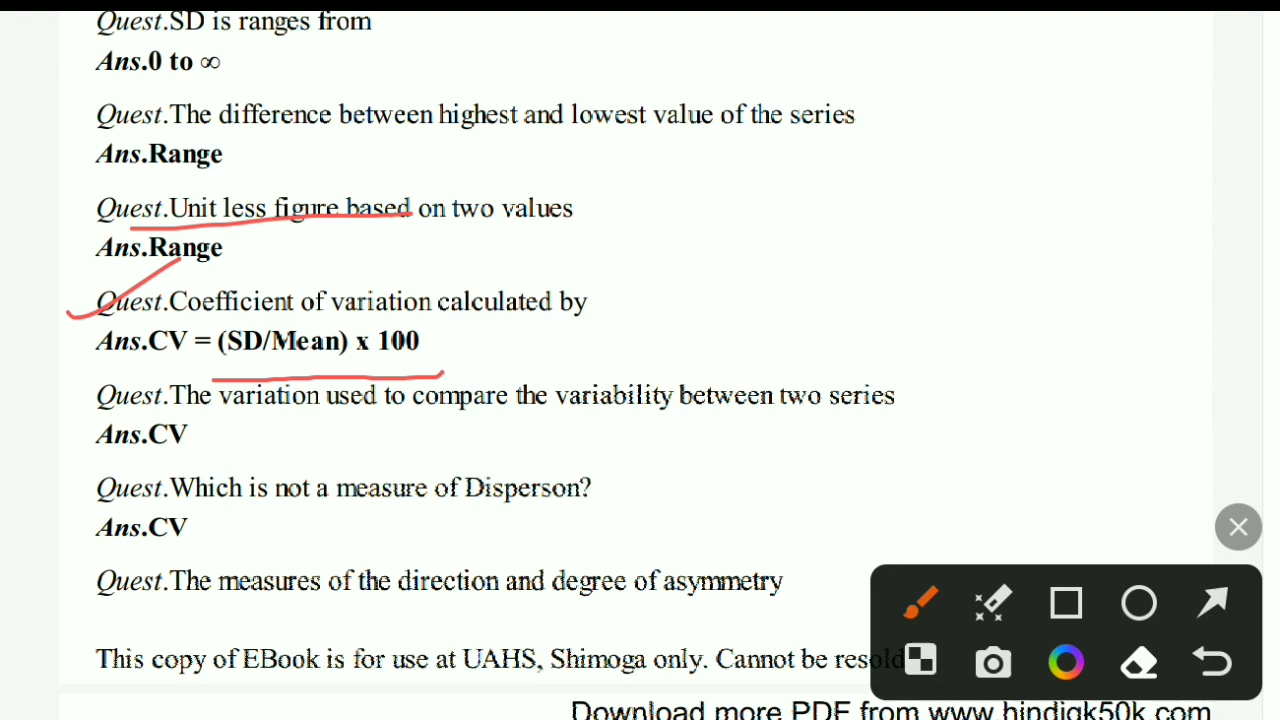 Quest.SD is ranges from
Ans.0 to ∞
Quest.The difference between highest and lowest value of the series
Ans.Range
Quest.Unit less figure based on two values
Ans.Range
Quest.Coefficient of variation calculated by
Ans.CV = (SD/Mean) x 100
Quest.The variation used to compare the variability between two series
Ans.CV
Quest.Which is not a measure of Disperson?
Ans.CV
Quest.The measures of the direction and degree of asymmetry
This copy of EBook is for use at UAHS, Shimoga only. Cannot be resold
Download more PDF from www.hindigk50k.com